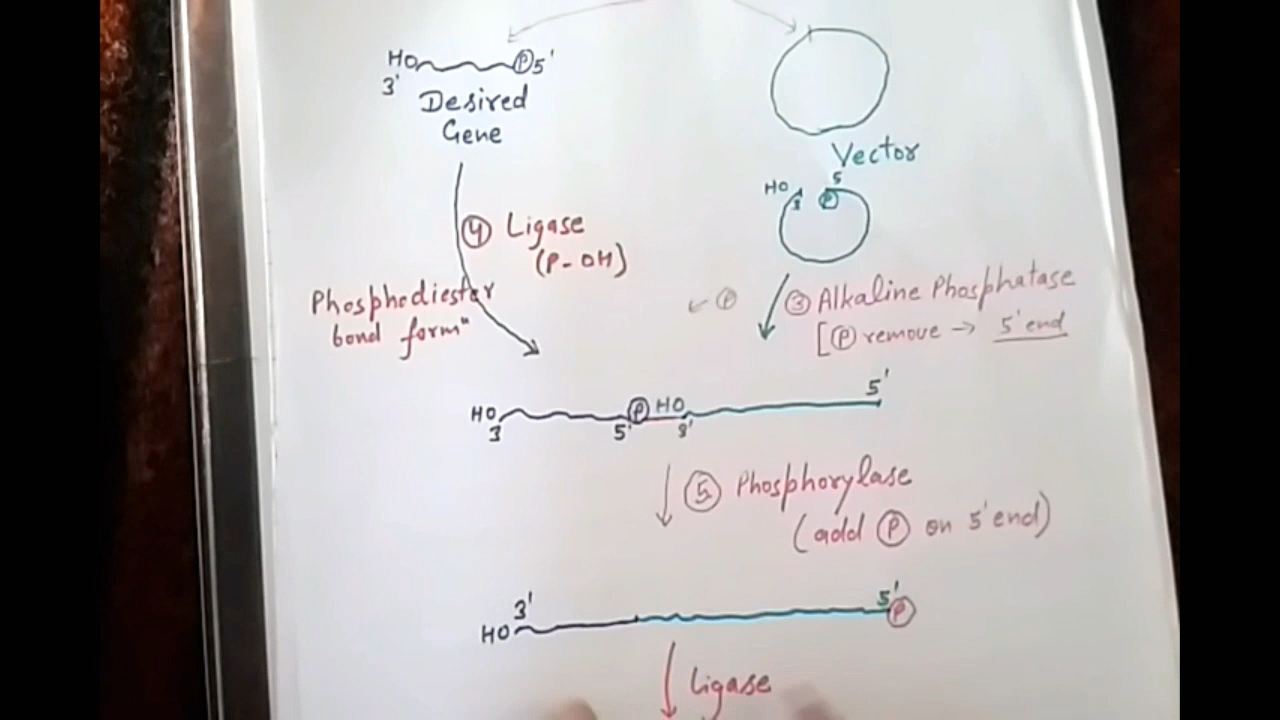 HO P 5'
3'
Desired
Gene
Vector
HO 3 P 5
4 Ligase
(P-OH)
Phosphodiester
bond form"
← P
3 Alkaline Phosphatase
[P remove → 5' end
HO 3 5' P HO 3' 5'
5 Phosphorylase
(add P on 5' end)
HO 3' 5' P
Ligase